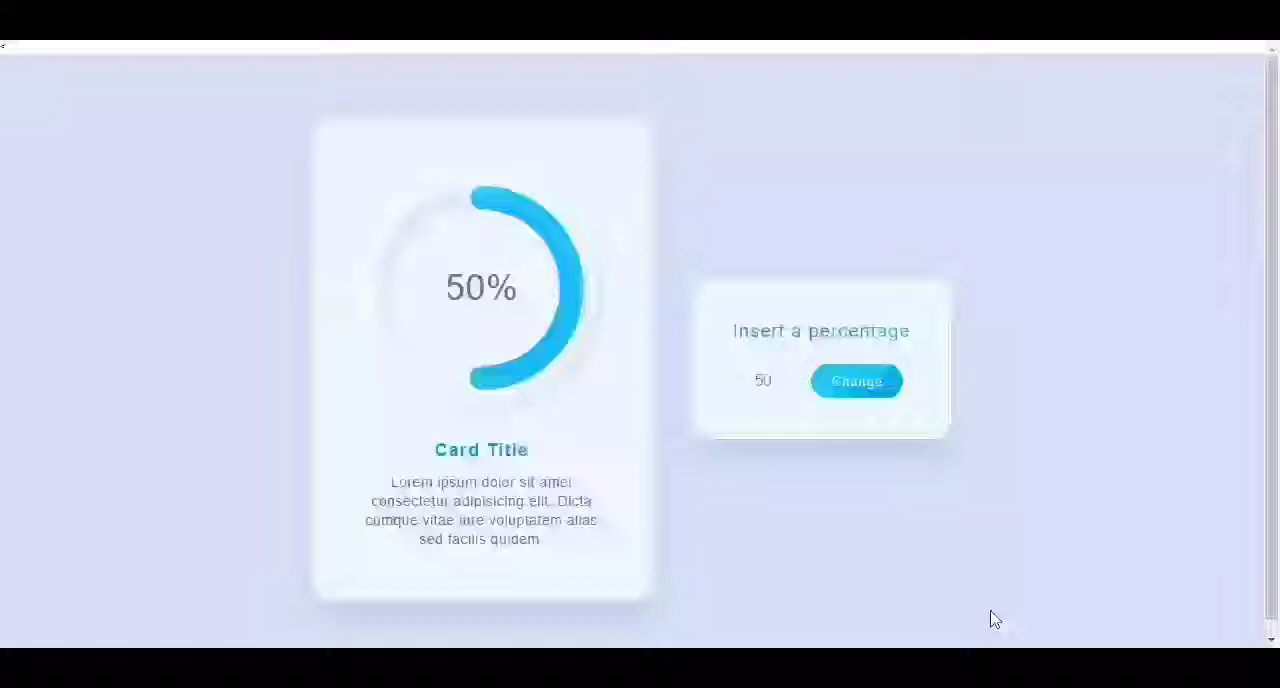 50%
Card Title
Lorem ipsum dolor sit amet
consectetur adipisicing elit. Dicta
cumque vitae iure voluptatem alias
sed facilis quidem
Insert a percentage
50
Change